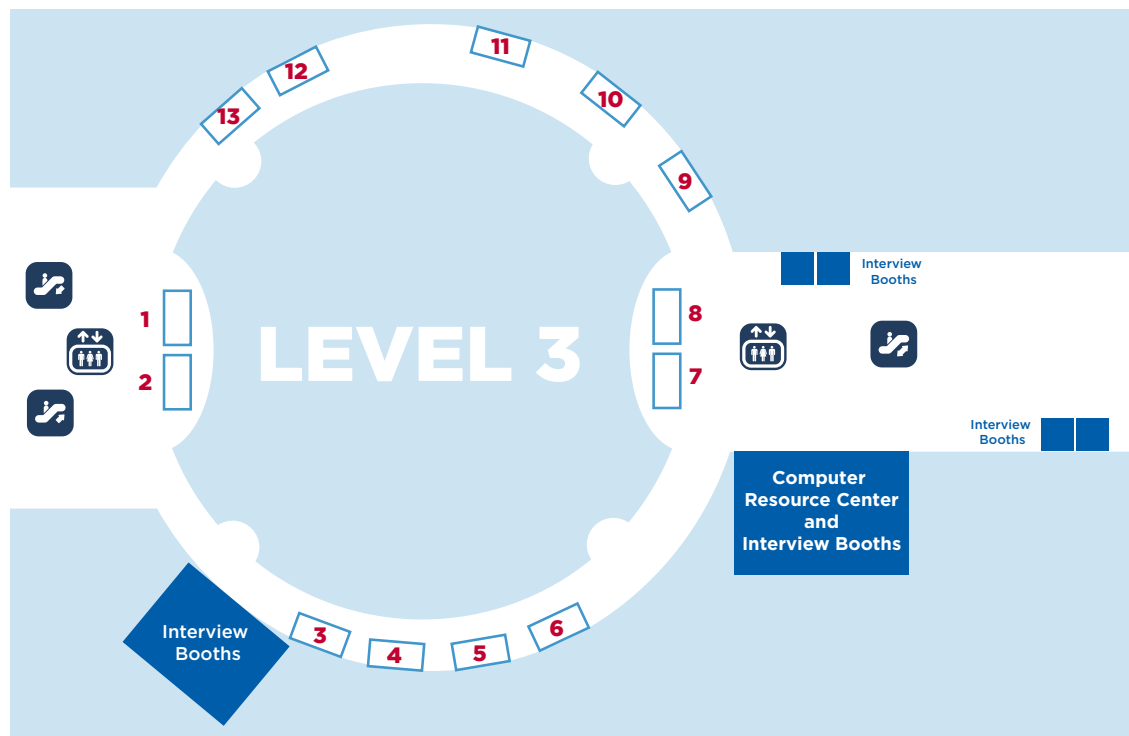 11
12
10
13
9
Interview
Booths
1
8
LEVEL 3
2
7
Interview
Booths
Computer
Resource Center
and
Interview Booths
Interview
Booths
3
4
5
6